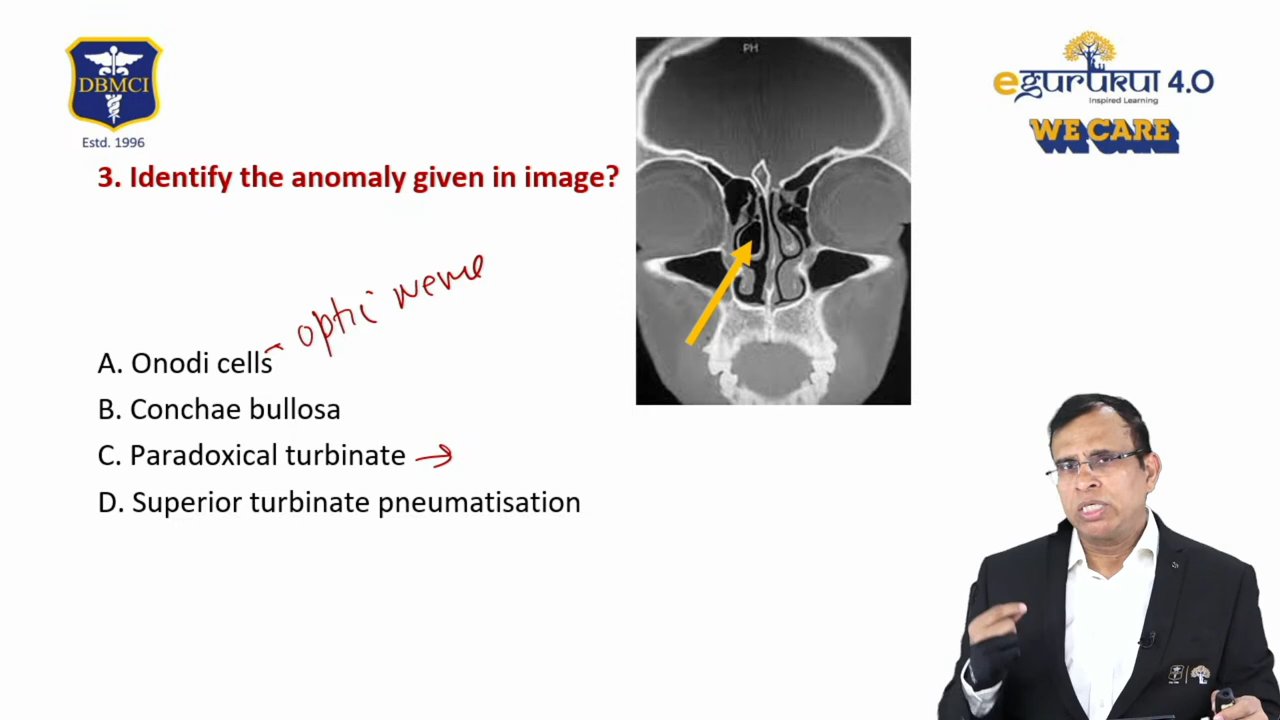 DBMCI
Estd. 1996
PH
eGurukul 4.0
Inspired Learning
WE CARE
3. Identify the anomaly given in image?
optic nerve
A. Onodi cells
B. Conchae bullosa
C. Paradoxical turbinate →
D. Superior turbinate pneumatisation